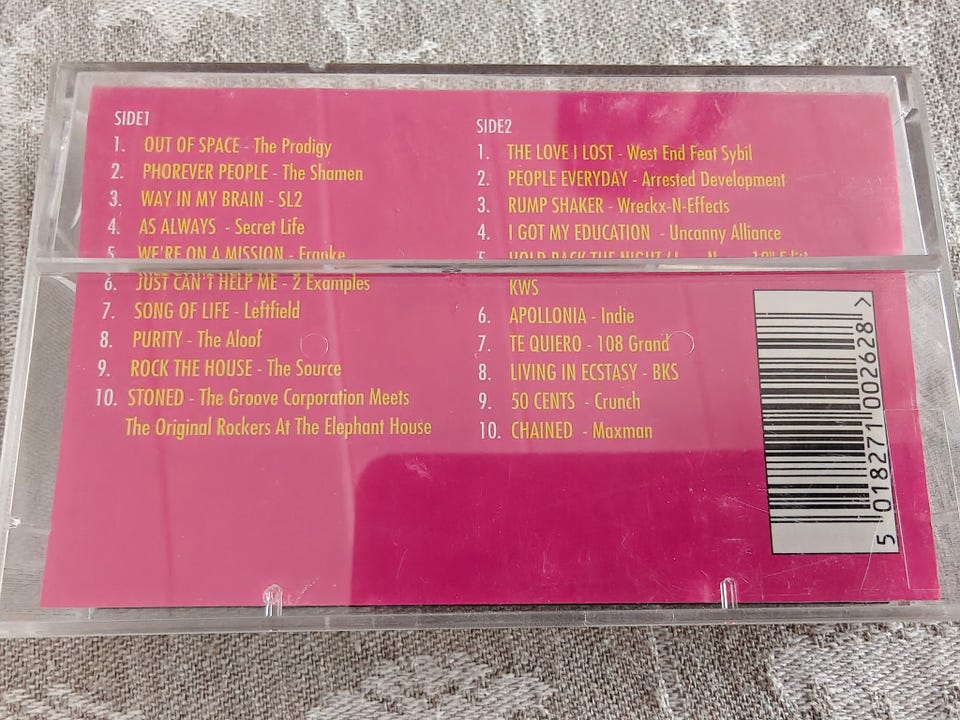 SIDE1
1. OUT OF SPACE - The Prodigy
2. PHOREVER PEOPLE - The Shamen
3. WAY IN MY BRAIN - SL2
4. AS ALWAYS - Secret Life
5. WE'RE ON A MISSION - Franke
6. JUST CAN'T HELP ME - 2 Examples
7. SONG OF LIFE - Leftfield
8. PURITY - The Aloof
9. ROCK THE HOUSE - The Source
10. STONED - The Groove Corporation Meets
The Original Rockers At The Elephant House
SIDE2
1. THE LOVE I LOST - West End Feat Sybil
2. PEOPLE EVERYDAY - Arrested Development
3. RUMP SHAKER - Wreckx-N-Effects
4. I GOT MY EDUCATION - Uncanny Alliance
5. HOLD BACK THE NIGHT
KWS
6. APOLLONIA - Indie
7. TE QUIERO - 108 Grand
8. LIVING IN ECSTASY - BKS
9. 50 CENTS - Crunch
10. CHAINED - Maxman
5 018271 002628 >